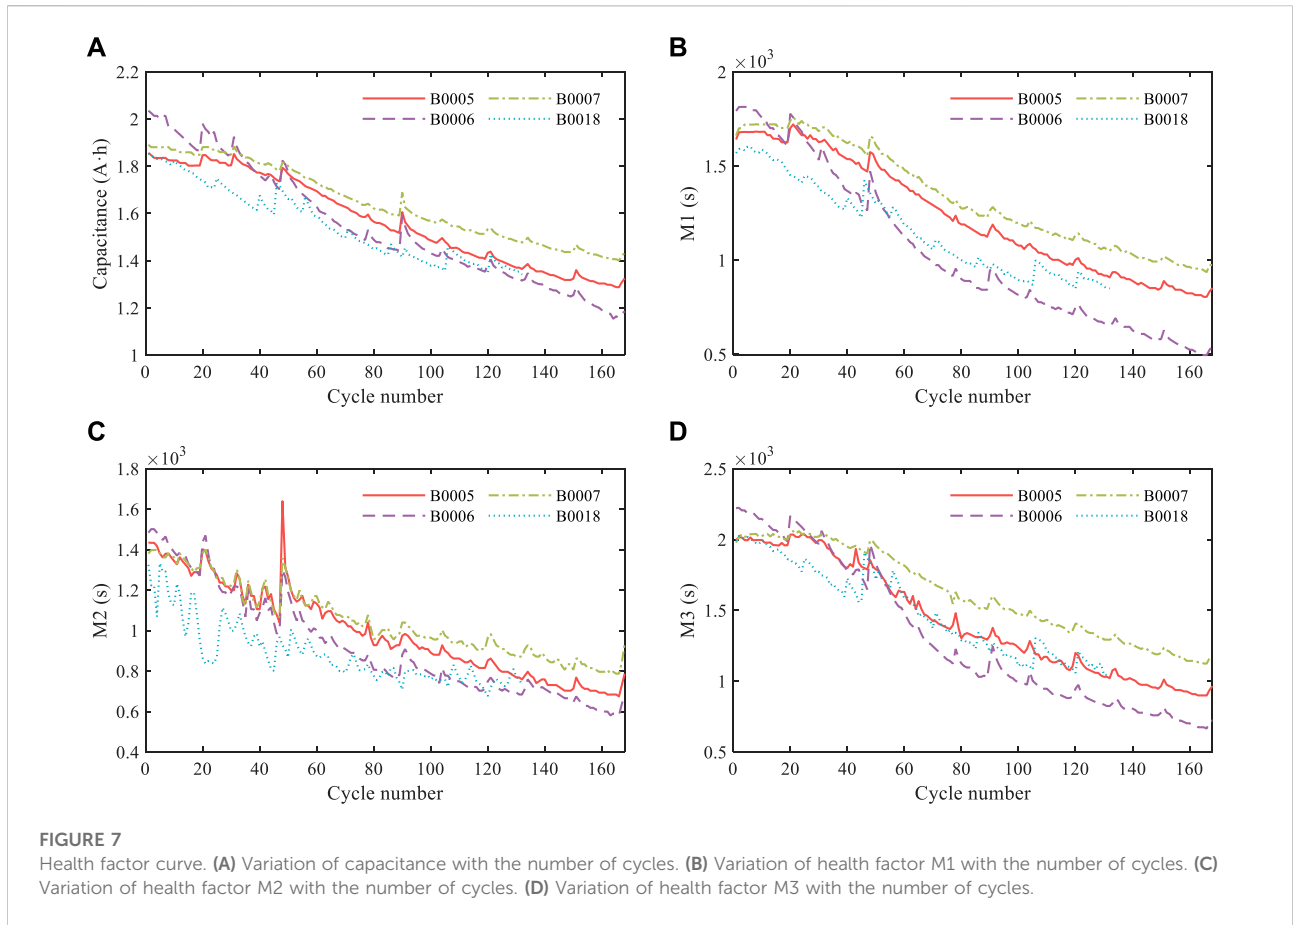 A
2.2
2
1.8
1.6
1.4
1.2
1
Capacitance (A·h)
B0005
B0006
B0007
B0018
0 20 40 60 80 100 120 140 160
Cycle number
B
×10³
2
1.5
1
0.5
M1 (s)
B0005
B0006
B0007
B0018
0 20 40 60 80 100 120 140 160
Cycle number
C
×10³
1.8
1.6
1.4
1.2
1
0.8
0.6
0.4
M2 (s)
B0005
B0006
B0007
B0018
0 20 40 60 80 100 120 140 160
Cycle number
D
×10³
2.5
2
1.5
1
0.5
M3 (s)
B0005
B0006
B0007
B0018
0 20 40 60 80 100 120 140 160
Cycle number
FIGURE 7
Health factor curve. (A) Variation of capacitance with the number of cycles. (B) Variation of health factor M1 with the number of cycles. (C)
Variation of health factor M2 with the number of cycles. (D) Variation of health factor M3 with the number of cycles.